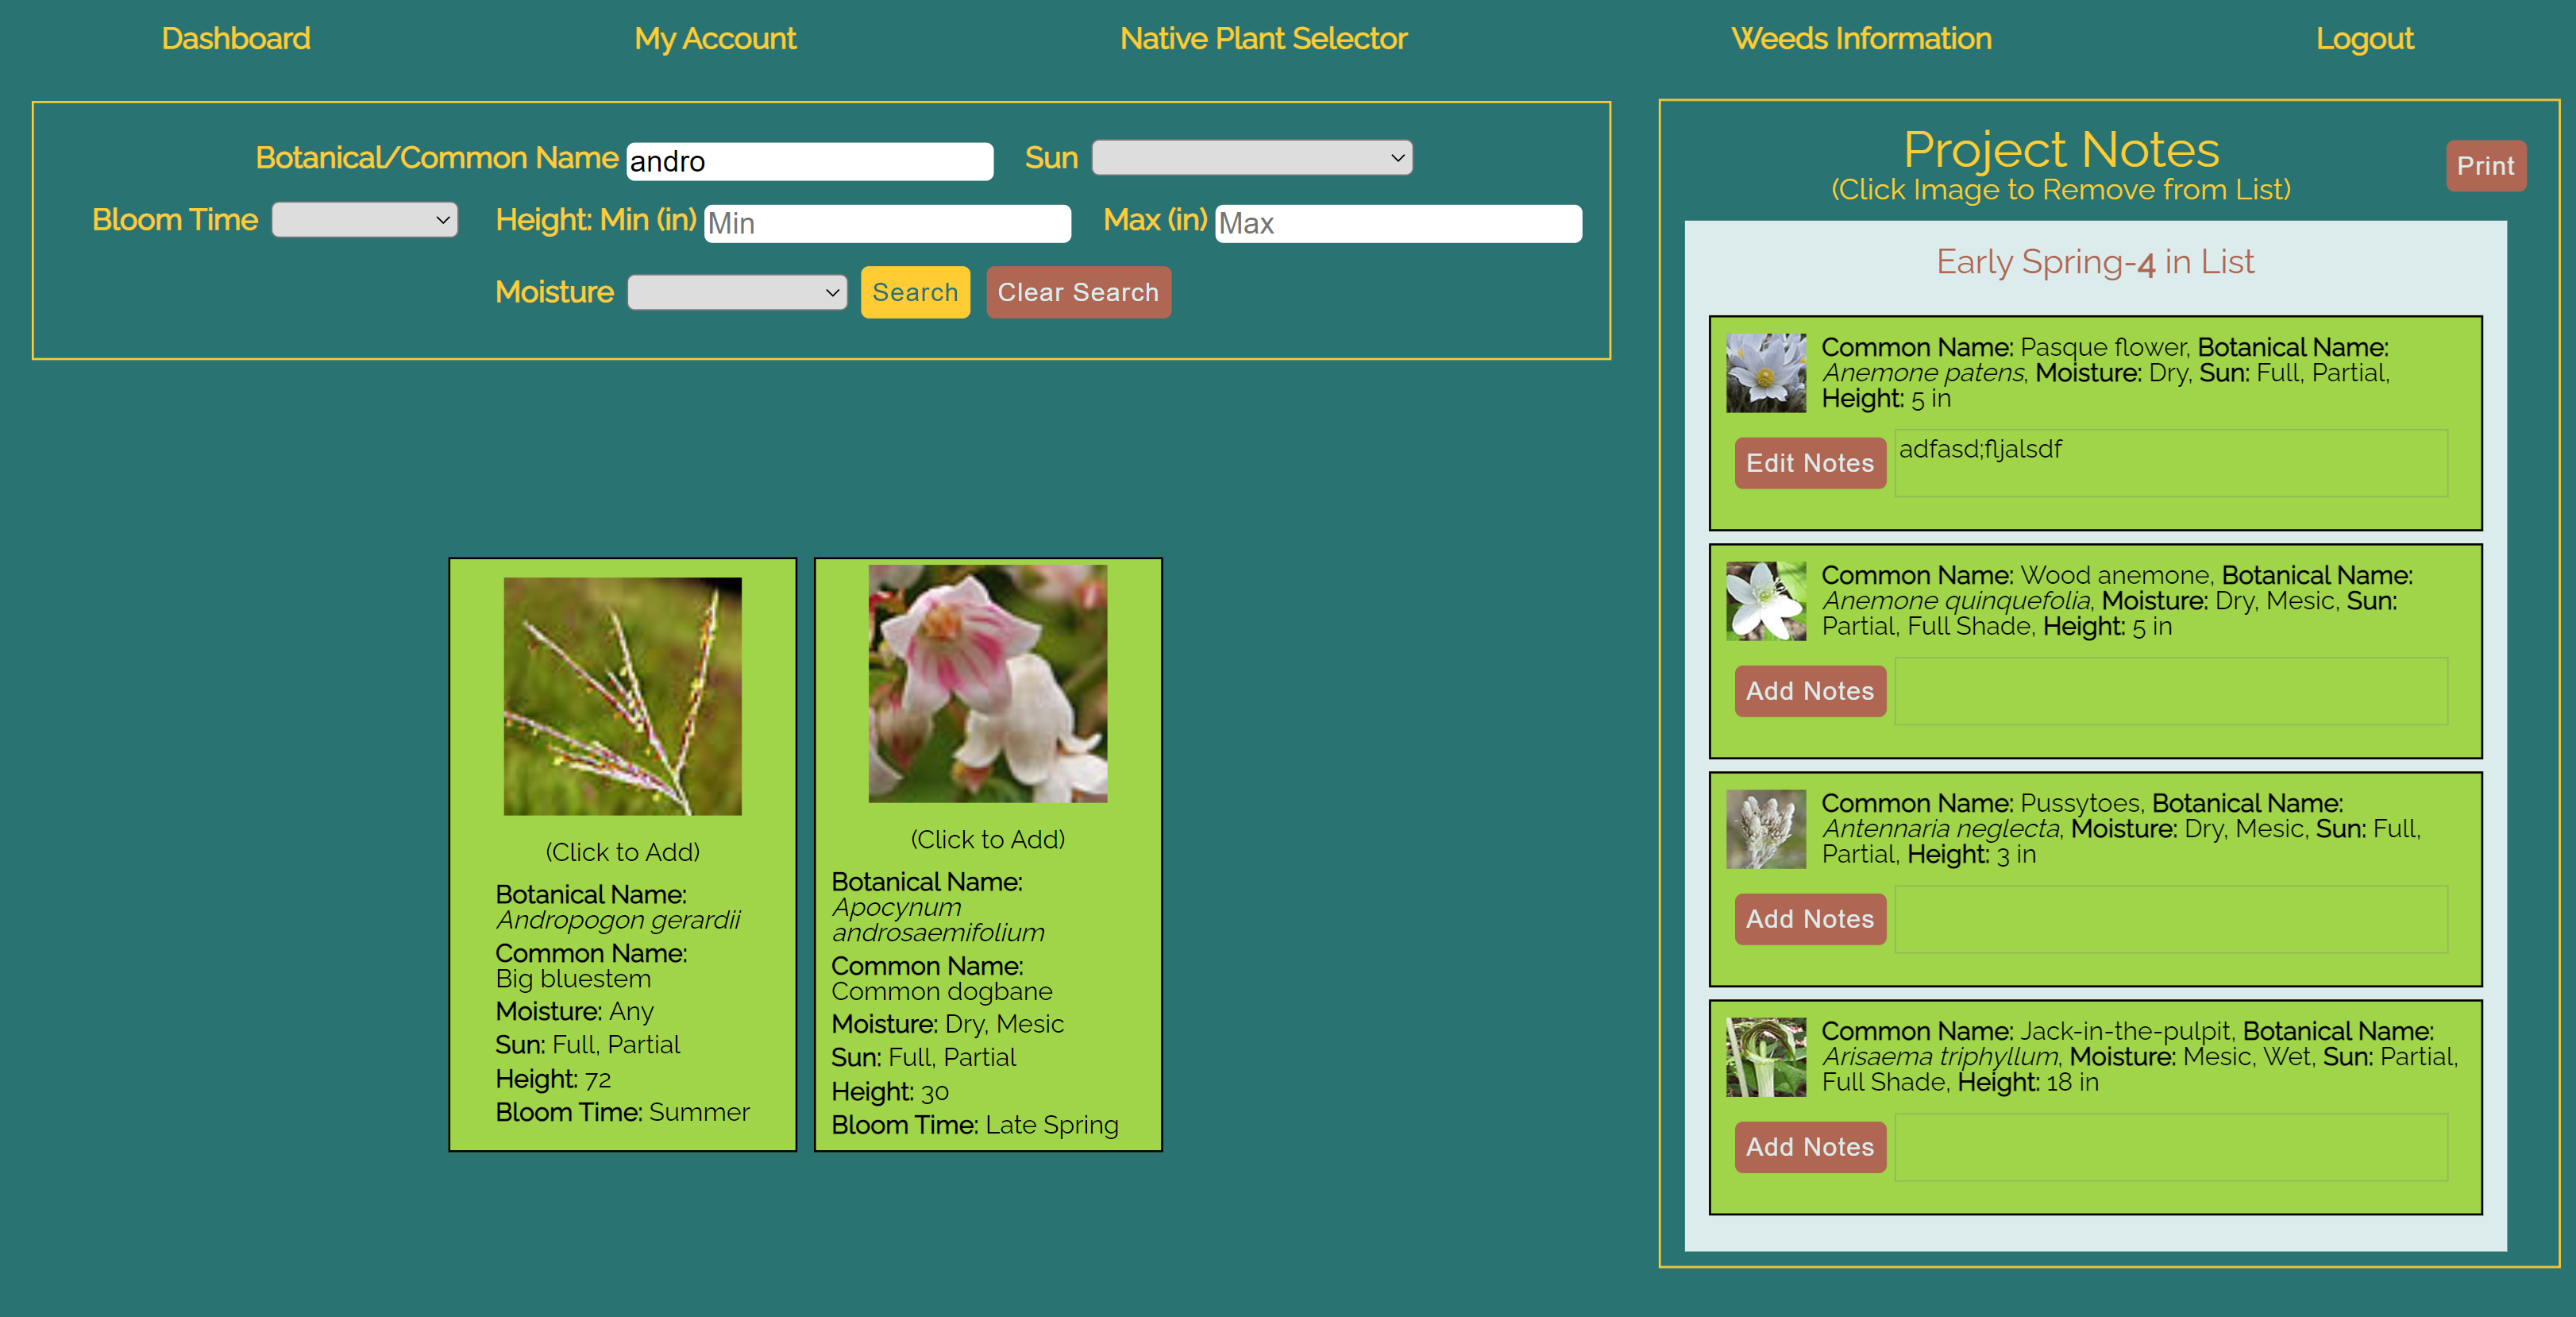 Dashboard
My Account
Native Plant Selector
Weeds Information
Logout
Botanical/Common Name andro Sun
Bloom Time Height: Min (in) Min Max (in) Max
Moisture Search Clear Search
(Click to Add)
Botanical Name:
Andropogon gerardii
Common Name:
Big bluestem
Moisture: Any
Sun: Full, Partial
Height: 72
Bloom Time: Summer
(Click to Add)
Botanical Name:
Apocynum
androsaemifolium
Common Name:
Common dogbane
Moisture: Dry, Mesic
Sun: Full, Partial
Height: 30
Bloom Time: Late Spring
Project Notes
(Click Image to Remove from List)
Print
Early Spring-4 in List
Common Name: Pasque flower, Botanical Name:
Anemone patens, Moisture: Dry, Sun: Full, Partial,
Height: 5 in
Edit Notes adfasd;fljalsdf
Common Name: Wood anemone, Botanical Name:
Anemone quinquefolia, Moisture: Dry, Mesic, Sun:
Partial, Full Shade, Height: 5 in
Add Notes
Common Name: Pussytoes, Botanical Name:
Antennaria neglecta, Moisture: Dry, Mesic, Sun: Full,
Partial, Height: 3 in
Add Notes
Common Name: Jack-in-the-pulpit, Botanical Name:
Arisaema triphyllum, Moisture: Mesic, Wet, Sun: Partial,
Full Shade, Height: 18 in
Add Notes